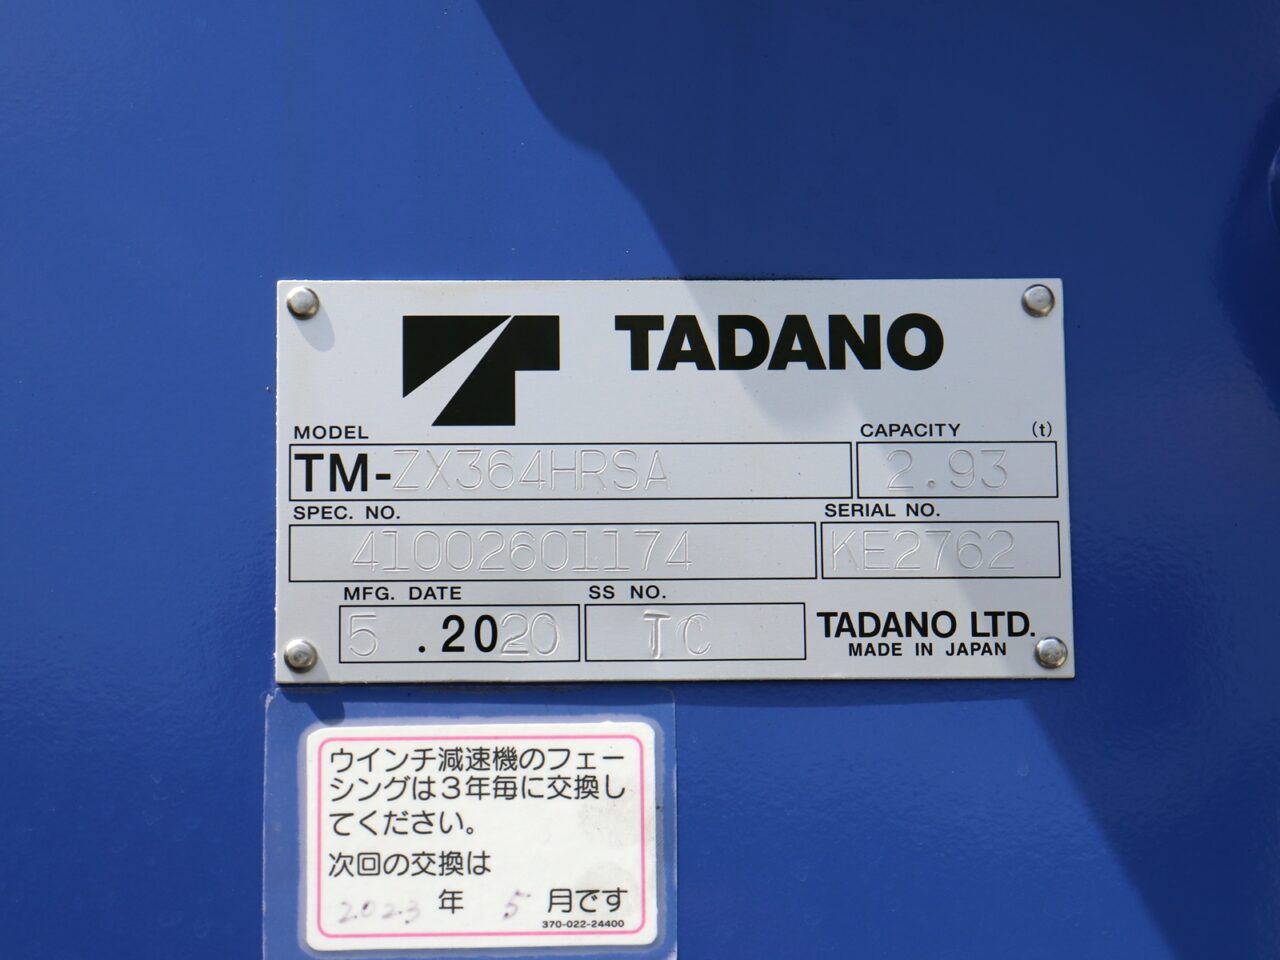 TADANO
MODEL
TM-ZX364HRSA
CAPACITY (t)
2.93
SPEC. NO.
41002601174
SERIAL NO.
KE2762
MFG. DATE
5 .2020
SS NO.
TC
TADANO LTD.
MADE IN JAPAN
ウインチ減速機のフェー
シングは3年毎に交換し
てください。
次回の交換は
2023 年 5 月です
370-022-24400